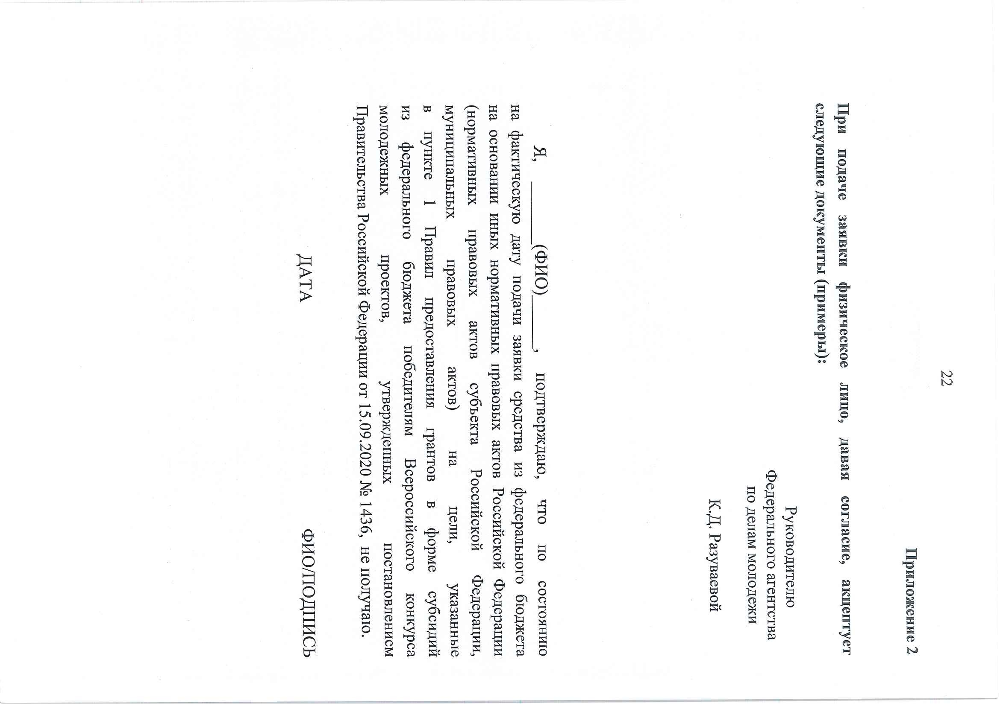 22
Приложение 2
При подаче заявки физическое лицо, давая согласие, акцептует
следующие документы (примеры):
Руководителю
Федерального агентства
по делам молодежи
К.Д. Разуваевой
Я, ________(ФИО)_______, подтверждаю, что по состоянию
на фактическую дату подачи заявки средства из федерального бюджета
на основании иных нормативных правовых актов Российской Федерации
(нормативных правовых актов субъекта Российской Федерации,
муниципальных правовых актов) на цели, указанные
в пункте 1 Правил предоставления грантов в форме субсидий
из федерального бюджета победителям Всероссийского конкурса
молодежных проектов, утвержденных постановлением
Правительства Российской Федерации от 15.09.2020 № 1436, не получаю.
ДАТА ФИО/ПОДПИСЬ